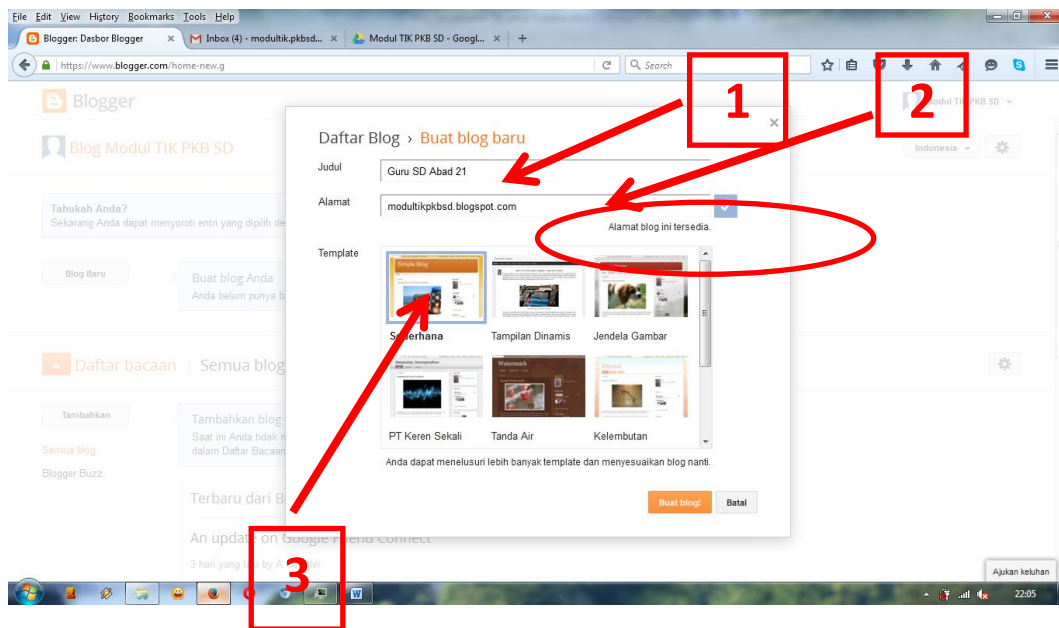 File Edit View History Bookmarks Tools Help
Blogger: Dasbor Blogger × Inbox (4) - modultik.pkbsd... × Modul TIK PKB SD - Googl... × +
https://www.blogger.com/home-new.g Search
Blogger
Modul TIK PKB SD
1
2
Daftar Blog › Buat blog baru ×
Blog Modul TIK PKB SD
Indonesia
Judul Guru SD Abad 21
Alamat modultikpkbsd.blogspot.com
Alamat blog ini tersedia.
Tahukah Anda?
Sekarang Anda dapat menyoroti entri yang dipilih de
Template
Simple Blog
Blog Baru
Buat blog Anda
Anda belum punya b
Sederhana Tampilan Dinamis Jendela Gambar
Daftar bacaan Semua blog
Awesome, Incorporation Watermark Ethereal
Tambahkan
Tambahkan blog
Saat ini Anda tidak
dalam Daftar Bacaan
PT Keren Sekali Tanda Air Kelembutan
Semua blog
Blogger Buzz
Anda dapat menelusuri lebih banyak template dan menyesuaikan blog nanti.
Buat blog! Batal
Terbaru dari B
An update on Google Friend Connect
3 hari yang lalu by A
3
Ajukan keluhan
22:05